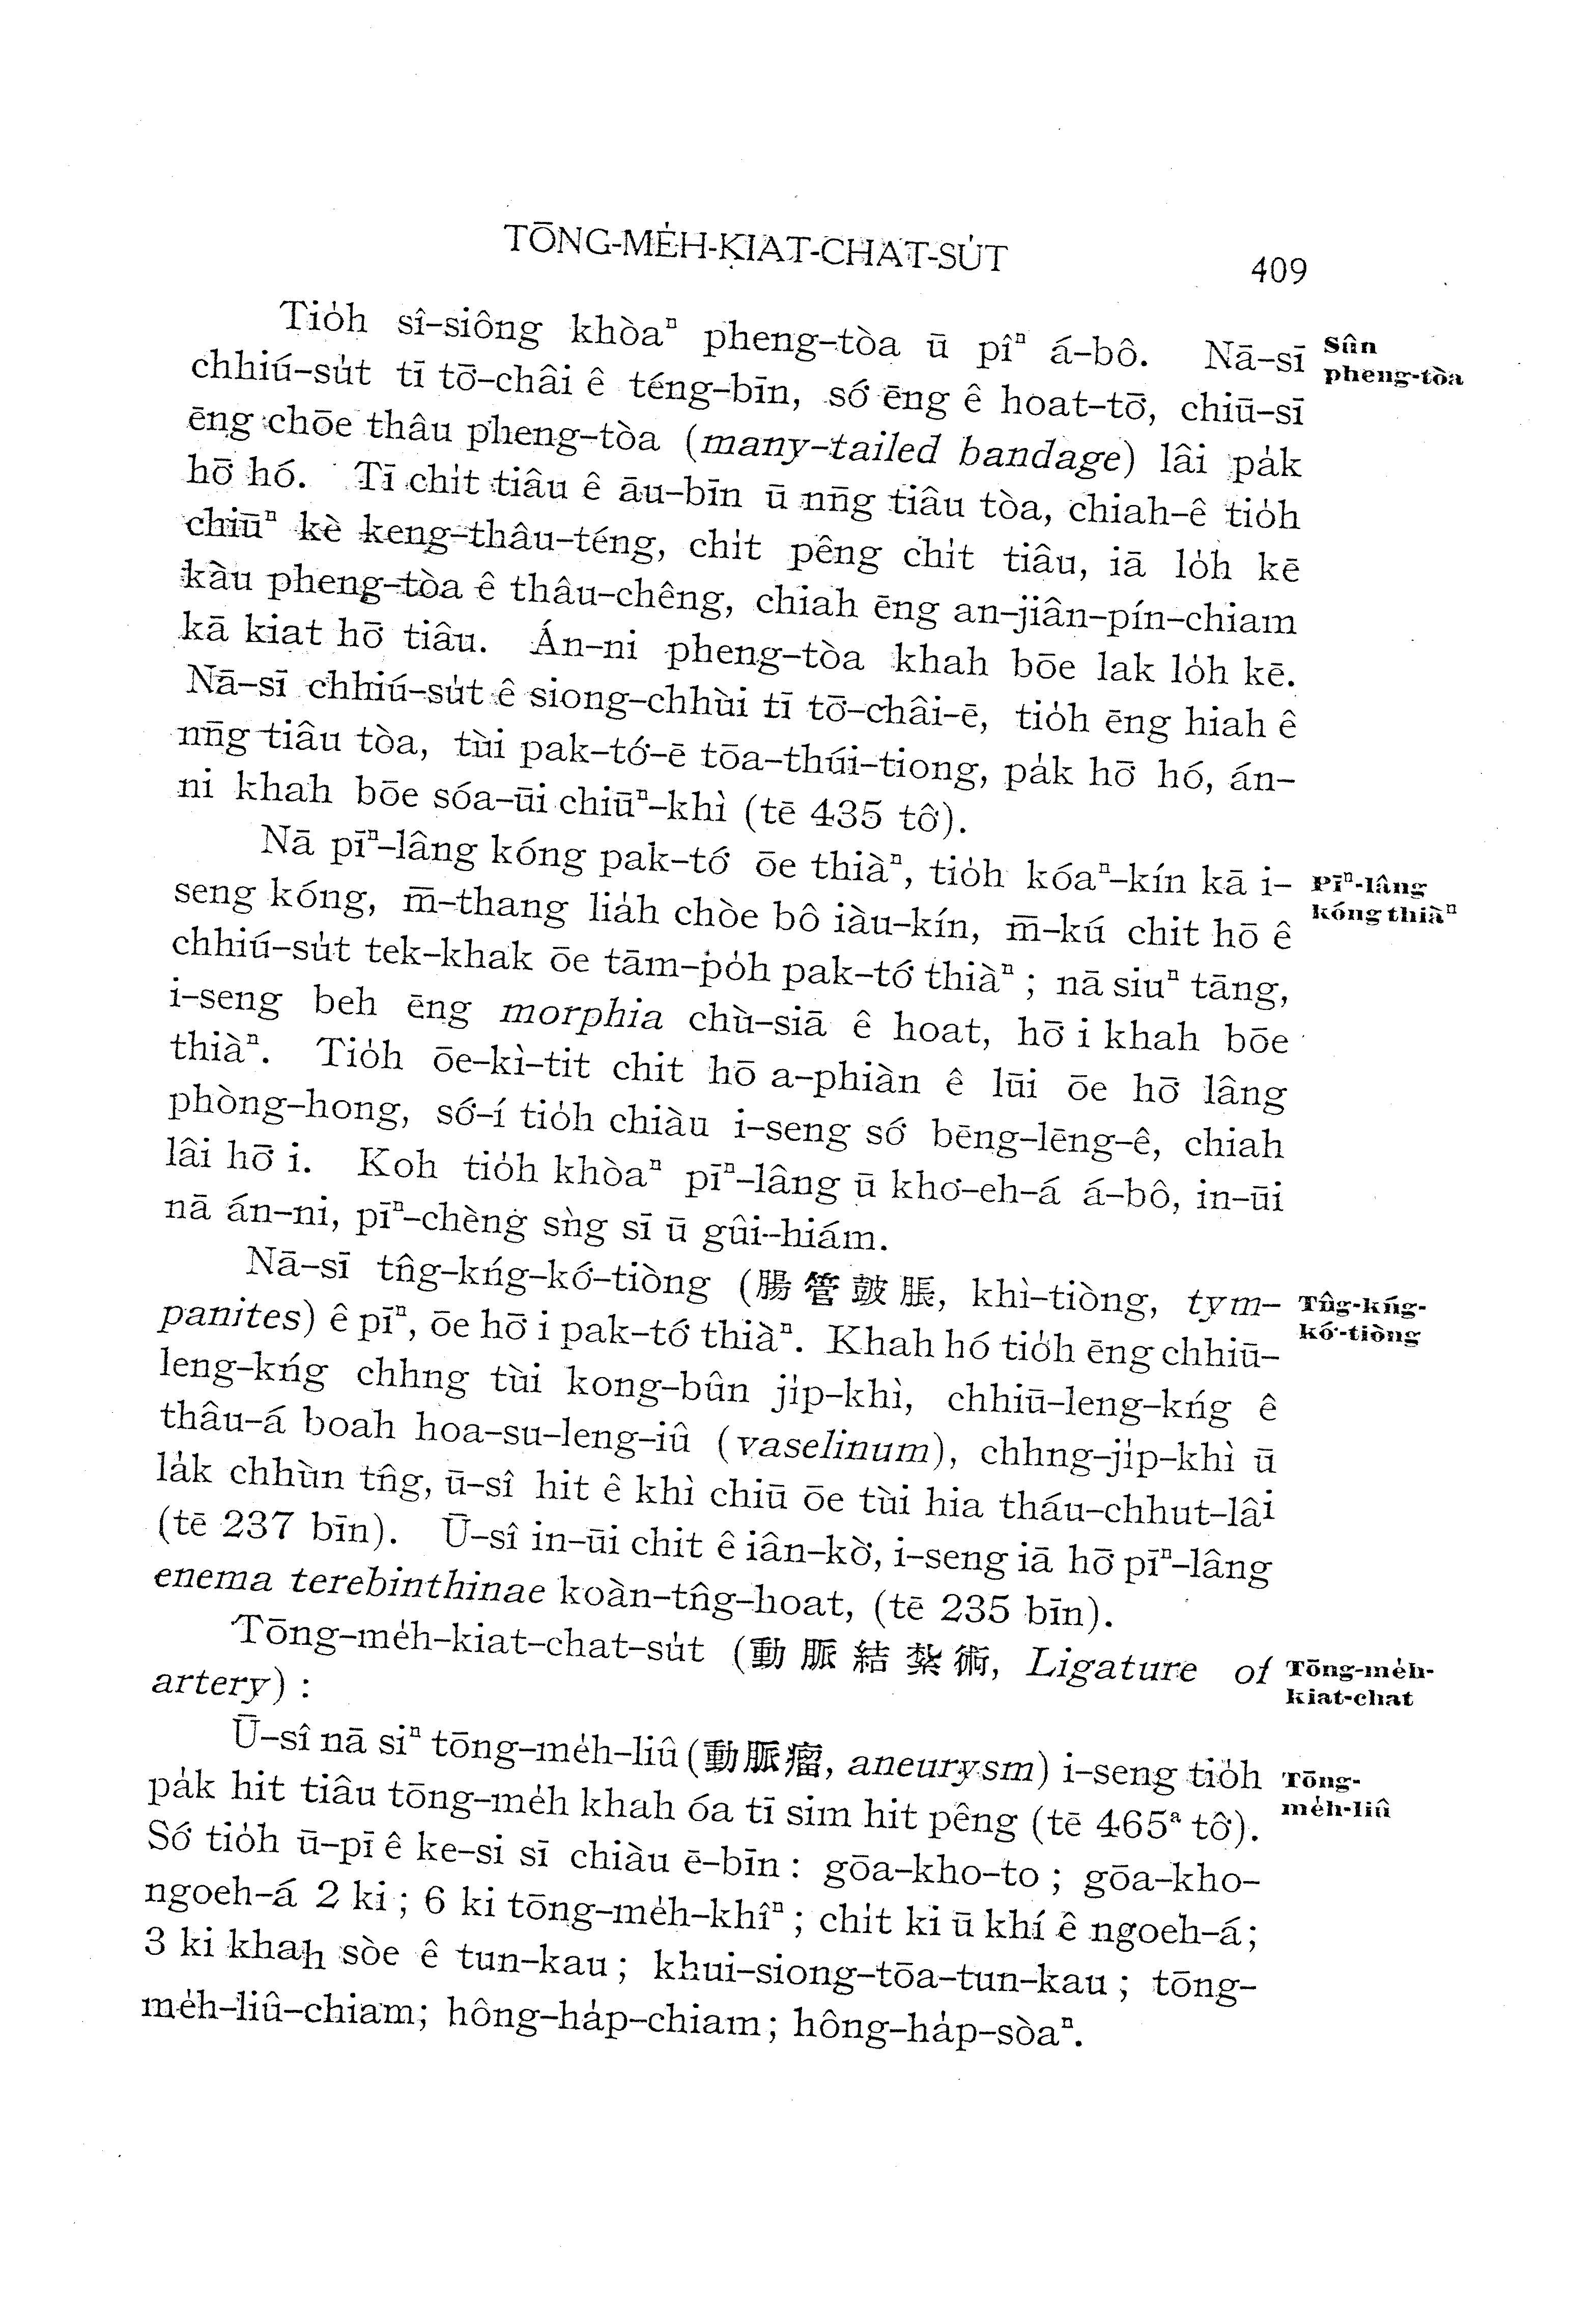 TŌNG-ME̍H-KIAT-CHAT-SU̍T
409
Tio̍h sî-siông khòaⁿ pheng-tòa ū pîⁿ á-bô. Nā-sī
Sûn
pheng-tòa
chhiú-su̍t tī tō͘-châi ê téng-bīn, só͘ ēng ê hoat-tō͘, chiū-sī
ēng chōe thâu pheng-tòa (many-tailed bandage) lâi pa̍k
hō͘ hó. Tī chi̍t tiâu ê āu-bīn ū nn̄g tiâu tòa, chiah-ê tio̍h
chiūⁿ kè keng-thâu-téng, chi̍t pêng chi̍t tiâu, iā lo̍h kē
kàu pheng-tòa ê thâu-chêng, chiah ēng an-jiân-pín-chiam
kā kiat hō͘ tiâu. Án-ni pheng-tòa khah bōe lak lo̍h kē.
Nā-sī chhiú-su̍t ê siong-chhùi tī tō͘-châi-ē, tio̍h ēng hiah ê
nn̄g tiâu tòa, tùi pak-tó͘-ē tōa-thúi-tiong, pa̍k hō͘ hó, án-
ni khah bōe sóa-ūi chiūⁿ-khì (tē 435 tô͘).
Nā pīⁿ-lâng kóng pak-tó͘ ōe thiàⁿ, tio̍h kóaⁿ-kín kā i-
Pīⁿ-lâng
kóng thiàⁿ
seng kóng, m̄-thang lia̍h chòe bô iàu-kín, m̄-kú chit hō ê
chhiú-su̍t tek-khak ōe tām-po̍h pak-tó͘ thiàⁿ; nā siuⁿ tāng,
i-seng beh ēng morphia chù-siā ê hoat, hō͘ i khah bōe
thiàⁿ. Tio̍h ōe-kì-tit chit hō a-phiàn ê lūi ōe hō͘ lâng
phòng-hong, só͘-í tio̍h chiàu i-seng só͘ bēng-lēng-ê, chiah
lâi hō͘ i. Koh tio̍h khòaⁿ pīⁿ-lâng ū kho͘-eh-á á-bô, in-ūi
nā án-ni, pīⁿ-chèng sǹg sī ū gûi-hiám.
Nā-sī tn̂g-kńg-kó͘-tiòng (腸管鼓脹, khì-tiòng, tym-
Tn̂g-kńg-
kó͘-tiòng
panites) ê pīⁿ, ōe hō͘ i pak-tó͘ thiàⁿ. Khah hó tio̍h ēng chhiū-
leng-kńg chhng tùi kong-bûn ji̍p-khì, chhiū-leng-kńg ê
thâu-á boah hoa-su-leng-iû (vaselinum), chhng-ji̍p-khì ū
la̍k chhùn tn̂g, ū-sî hit ê khì chiū ōe tùi hia tháu-chhut-lâi
(tē 237 bīn). Ū-sî in-ūi chit ê iân-kò͘, i-seng iā hō͘ pīⁿ-lâng
enema terebinthinae koàn-tn̂g-hoat, (tē 235 bīn).
Tōng-me̍h-kiat-chat-su̍t (動脈結紮術, Ligature of
Tōng-me̍h-
kiat-chat
artery) :
Ū-sî nā siⁿ tōng-me̍h-liû (動脈瘤, aneurysm) i-seng tio̍h
Tōng-
me̍h-liû
pa̍k hit tiâu tōng-me̍h khah óa tī sim hit pêng (tē 465ᵃ tô͘).
Só͘ tio̍h ū-pī ê ke-si sī chiàu ē-bīn : gōa-kho-to ; gōa-kho-
ngoeh-á 2 ki ; 6 ki tōng-me̍h-khîⁿ ; chi̍t ki ū khí ê ngoeh-á;
3 ki khah sòe ê tun-kau ; khui-siong-tōa-tun-kau ; tōng-
me̍h-liû-chiam; hông-ha̍p-chiam; hông-ha̍p-sòaⁿ.